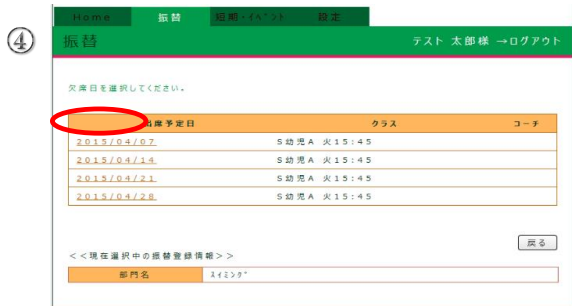 ④
Home 振替 短期・イベント 設定
振替 テスト 太郎様 →ログアウト
欠席日を選択してください。
出席予定日 クラス コーチ
2015/04/07 S幼児A 火15:45
2015/04/14 S幼児A 火15:45
2015/04/21 S幼児A 火15:45
2015/04/28 S幼児A 火15:45
戻る
<<現在選択中の振替登録情報>>
部門名 スイミング